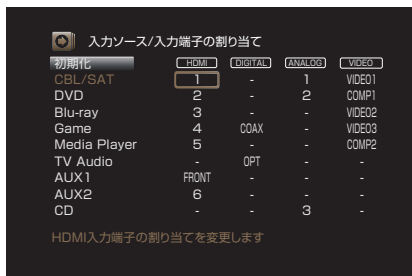 入力ソース/入力端子の割り当て
初期化 HDMI DIGITAL ANALOG VIDEO
CBL/SAT 1 - 1 VIDEO1
DVD 2 - 2 COMP1
Blu-ray 3 - - VIDEO2
Game 4 COAX - VIDEO3
Media Player 5 - - COMP2
TV Audio - OPT - -
AUX1 FRONT - - -
AUX2 6 - - -
CD - - 3 -
HDMI入力端子の割り当てを変更します